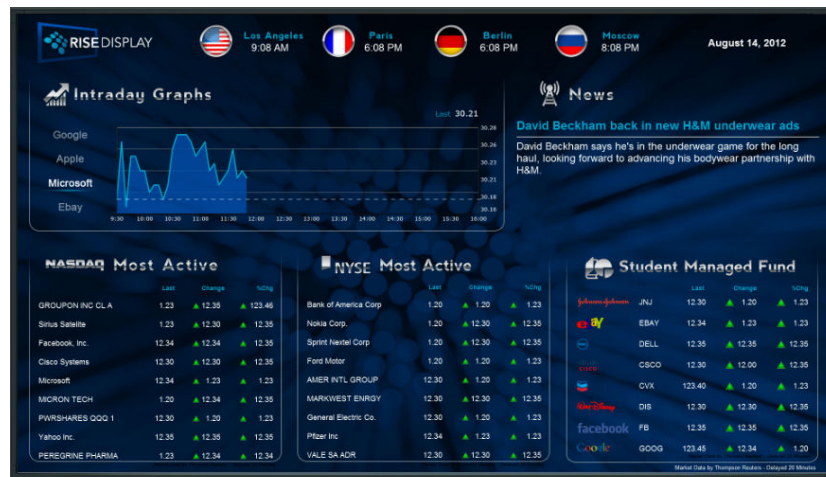 RISEDISPLAY
Los Angeles
9:08 AM
Paris
6:08 PM
Berlin
6:08 PM
Moscow
8:08 PM
August 14, 2012
Intraday Graphs
Last 30.21
Google
Apple
Microsoft
Ebay
30.28
30.26
30.23
30.21
30.18
30.16
9:30 10:00 10:30 11:00 11:30 12:00 12:30 13:00 13:30 14:00 14:30 15:00 15:30 16:00
News
David Beckham back in new H&M underwear ads
David Beckham says he's in the underwear game for the long
haul, looking forward to advancing his bodywear partnership with
H&M.
NASDAQ Most Active
Last Change %Chg
GROUPON INC CL A 1.23 ▲ 12.35 ▲ 123.46
Sirius Satelite 1.23 ▲ 12.30 ▲ 12.35
Facebook, Inc. 12.34 ▲ 12.34 ▲ 12.35
Cisco Systems 12.30 ▲ 12.30 ▲ 12.35
Microsoft 12.34 ▲ 1.23 ▲ 1.23
MICRON TECH 1.20 ▲ 12.34 ▲ 12.35
PWRSHARES QQQ 1 12.30 ▲ 1.20 ▲ 1.23
Yahoo Inc. 12.35 ▲ 12.35 ▲ 12.35
PEREGRINE PHARMA 1.23 ▲ 12.34 ▲ 12.34
NYSE Most Active
Last Change %Chg
Bank of America Corp 1.20 ▲ 1.20 ▲ 1.23
Nokia Corp. 1.20 ▲ 12.30 ▲ 12.35
Sprint Nextel Corp 1.20 ▲ 12.30 ▲ 12.35
Ford Motor 1.20 ▲ 1.20 ▲ 1.23
AMER INTL GROUP 12.30 ▲ 1.23 ▲ 1.23
MARKWEST ENRGY 12.30 ▲ 12.30 ▲ 12.35
General Electric Co. 12.30 ▲ 1.20 ▲ 1.23
Pfizer Inc 12.34 ▲ 1.23 ▲ 1.23
VALE SA ADR 12.30 ▲ 12.30 ▲ 12.35
Student Managed Fund
Last Change %Chg
Johnson&Johnson JNJ 12.30 ▲ 1.20 ▲ 1.23
eBY EBAY 12.34 ▲ 1.23 ▲ 1.23
DELL 12.35 ▲ 12.35 ▲ 12.35
CISCO CSCO 12.30 ▲ 12.00 ▲ 12.35
CVX 123.40 ▲ 1.20 ▲ 1.23
Walt Disney DIS 12.30 ▲ 12.30 ▲ 12.35
facebook FB 12.35 ▲ 12.35 ▲ 12.35
Google GOOG 123.45 ▲ 12.34 ▲ 1.20
Market Data by Thompson Reuters - Delayed 20 Minutes